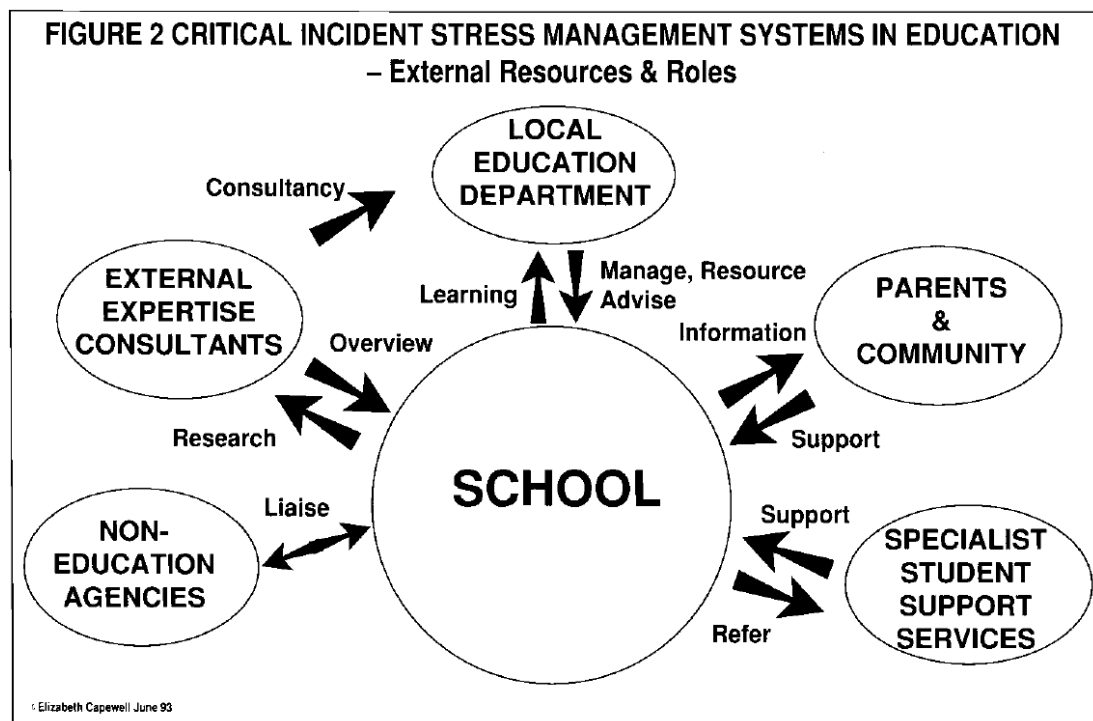 FIGURE 2 CRITICAL INCIDENT STRESS MANAGEMENT SYSTEMS IN EDUCATION
– External Resources & Roles
LOCAL
EDUCATION
DEPARTMENT
Consultancy
EXTERNAL
EXPERTISE
CONSULTANTS
Learning
Manage, Resource
Advise
PARENTS
&
COMMUNITY
Overview
Information
Research
Support
SCHOOL
Liaise
NON-
EDUCATION
AGENCIES
Support
SPECIALIST
STUDENT
SUPPORT
SERVICES
Refer
Elizabeth Capewell June 93